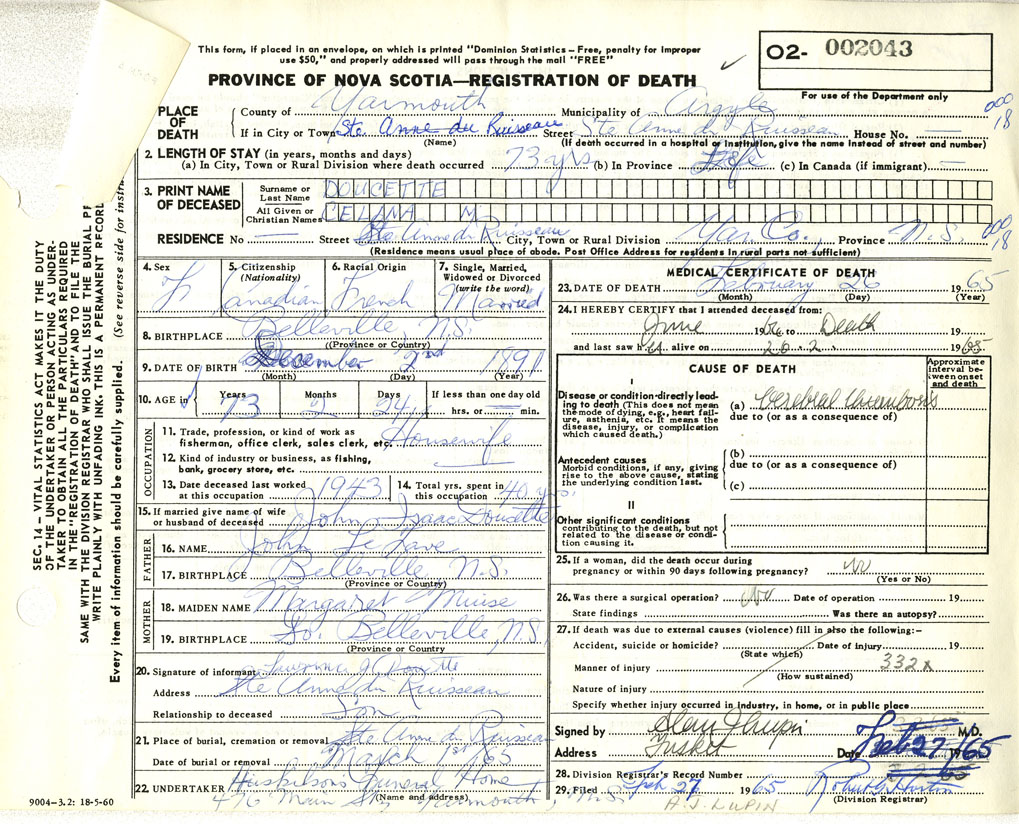 This form, if placed in an envelope, on which is printed "Dominion Statistics – Free, penalty for improper
use $50," and properly addressed will pass through the mail "FREE"
PROVINCE OF NOVA SCOTIA—REGISTRATION OF DEATH
O2- 002043
For use of the Department only
PLACE OF DEATH
County of Yarmouth Municipality of Argyle
If in City or Town Ste. Anne du Ruisseau Street Ste Anne du Ruisseau House No. —
(Name) (If death occurred in a hospital or institution, give the name instead of street and number)
000
18
2. LENGTH OF STAY (in years, months and days)
(a) In City, Town or Rural Division where death occurred 73 yrs (b) In Province Life (c) In Canada (if immigrant) —
3. PRINT NAME OF DECEASED
Surname or Last Name DOUCETTE
All Given or Christian Names CELINA M
RESIDENCE No — Street Ste Anne du Ruisseau City, Town or Rural Division Yar. Co., Province N.S.
(Residence means usual place of abode. Post Office Address for residents in rural parts not sufficient)
000
18
4. Sex F
5. Citizenship (Nationality) Canadian
6. Racial Origin French
7. Single, Married, Widowed or Divorced (write the word) Married
8. BIRTHPLACE Belleville N.S.
(Province or Country)
9. DATE OF BIRTH December 2nd 1891
(Month) (Day) (Year)
10. AGE in Years 73 Months 2 Days 24 If less than one day old
hrs. or — min.
OCCUPATION
11. Trade, profession, or kind of work as
fisherman, office clerk, sales clerk, etc. Housewife
12. Kind of industry or business, as fishing,
bank, grocery store, etc. —
13. Date deceased last worked
at this occupation 1943
14. Total yrs. spent in
this occupation 40 yrs.
15. If married give name of wife
or husband of deceased John Isaac Doucette
FATHER
16. NAME John LeFave
17. BIRTHPLACE Belleville N.S.
(Province or Country)
MOTHER
18. MAIDEN NAME Margaret Muise
19. BIRTHPLACE So. Belleville, N.S.
(Province or Country
20. Signature of informant
Address Ste Anne du Ruisseau
Relationship to deceased Son
21. Place of burial, cremation or removal Ste Anne du Ruisseau
Date of burial or removal March 1st 65
22. UNDERTAKER Huskilsons Funeral Home
(Name and address)
Main St. Yarmouth, N.S.
9004–3.2: 18-5-60
MEDICAL CERTIFICATE OF DEATH
23. DATE OF DEATH February 26 1965
(Month) (Day) (Year)
24. I HEREBY CERTIFY that I attended deceased from:
June 19 to Death 19
and last saw h alive on 26.2. 1965
CAUSE OF DEATH
Approximate interval between onset and death
I
Disease or condition directly leading to death (This does not mean
the mode of dying, e.g., heart failure, asthenia, etc. It means the
disease, injury, or complication
which caused death.)
(a) Cerebral thrombosis
due to (or as a consequence of)
Antecedent causes
Morbid conditions, if any, giving
rise to the above cause, stating
the underlying condition last.
(b)
due to (or as a consequence of)
(c)
II
Other significant conditions
contributing to the death, but not
related to the disease or condition causing it.
25. If a woman, did the death occur during
pregnancy or within 90 days following pregnancy? No
(Yes or No)
26. Was there a surgical operation? No Date of operation 19
State findings Was there an autopsy?
27. If death was due to external causes (violence) fill in also the following:–
Accident, suicide or homicide? Date of injury 19
(State which)
Manner of injury 332x
(How sustained)
Nature of injury
Specify whether injury occurred in industry, in home, or in public place
Signed by M.D.
Address Tusket Date Feb 27 1965
28. Division Registrar's Record Number
29. Filed Feb 27 1965
(Division Registrar)
H. J. LUPIN
SEC. 14 – VITAL STATISTICS ACT MAKES IT THE DUTY
OF THE UNDERTAKER OR PERSON ACTING AS UNDER-
TAKER TO OBTAIN ALL THE PARTICULARS REQUIRED
IN THE "REGISTRATION OF DEATH" AND TO FILE THE
SAME WITH THE DIVISION REGISTRAR WHO SHALL ISSUE THE BURIAL
WRITE PLAINLY WITH UNFADING INK. THIS IS A PERMANENT RECORD
Every item of information should be carefully supplied. (See reverse side for